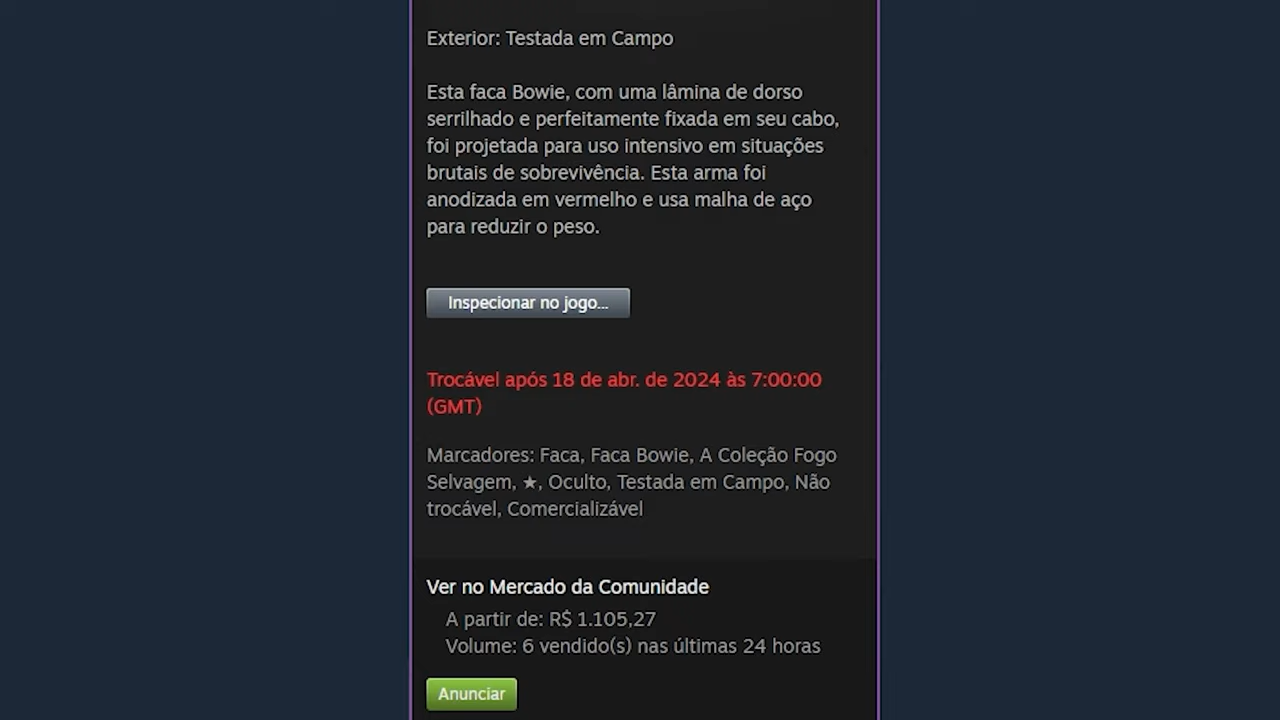 Exterior: Testada em Campo
Esta faca Bowie, com uma lâmina de dorso
serrilhado e perfeitamente fixada em seu cabo,
foi projetada para uso intensivo em situações
brutais de sobrevivência. Esta arma foi
anodizada em vermelho e usa malha de aço
para reduzir o peso.
Inspecionar no jogo...
Trocável após 18 de abr. de 2024 às 7:00:00
(GMT)
Marcadores: Faca, Faca Bowie, A Coleção Fogo
Selvagem, ★, Oculto, Testada em Campo, Não
trocável, Comercializável
Ver no Mercado da Comunidade
A partir de: R$ 1.105,27
Volume: 6 vendido(s) nas últimas 24 horas
Anunciar